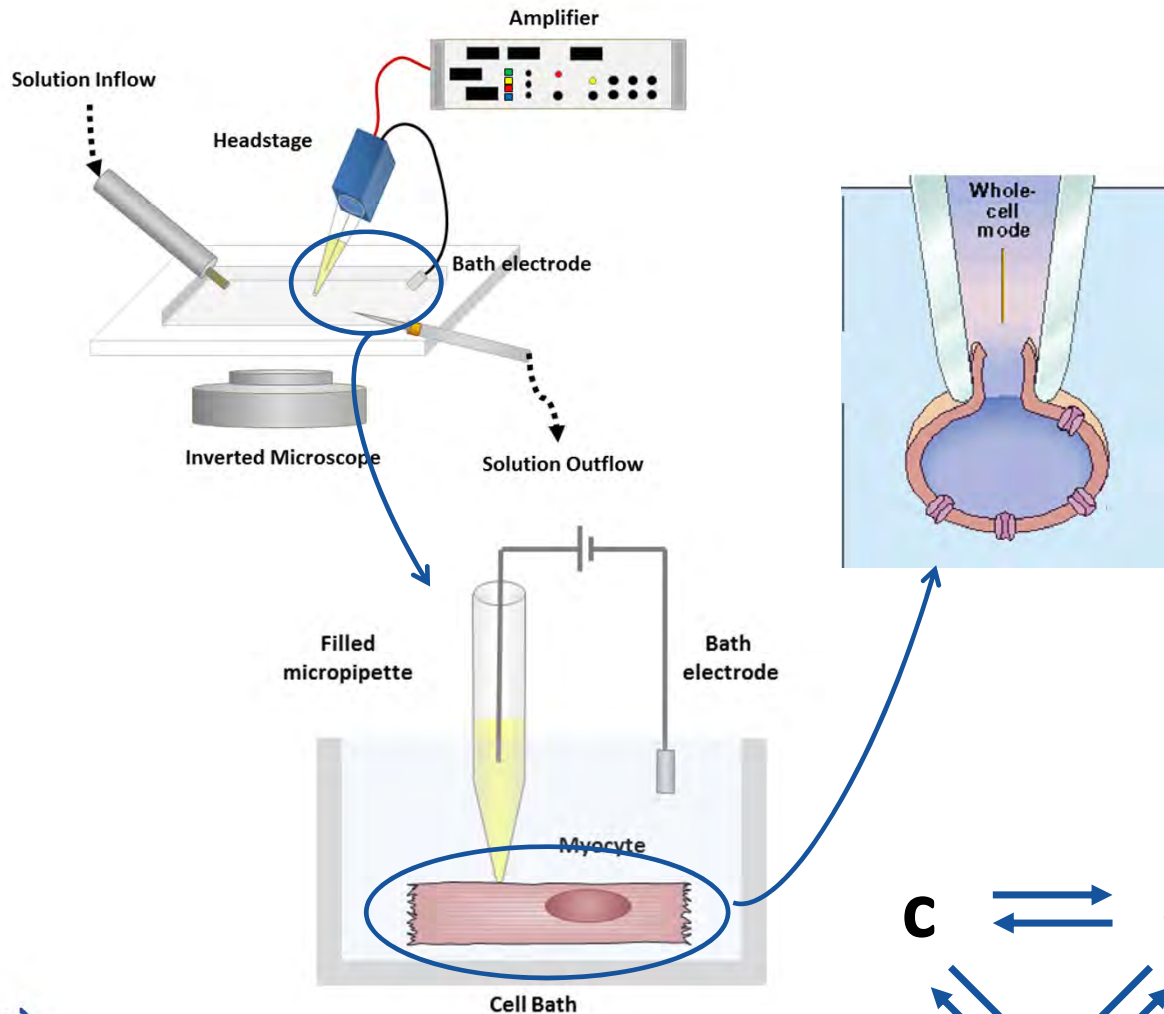 Amplifier
Solution Inflow
Headstage
Bath electrode
Inverted Microscope
Solution Outflow
Whole-
cell
mode
Filled
micropipette
Bath
electrode
Myocyte
Cell Bath
C